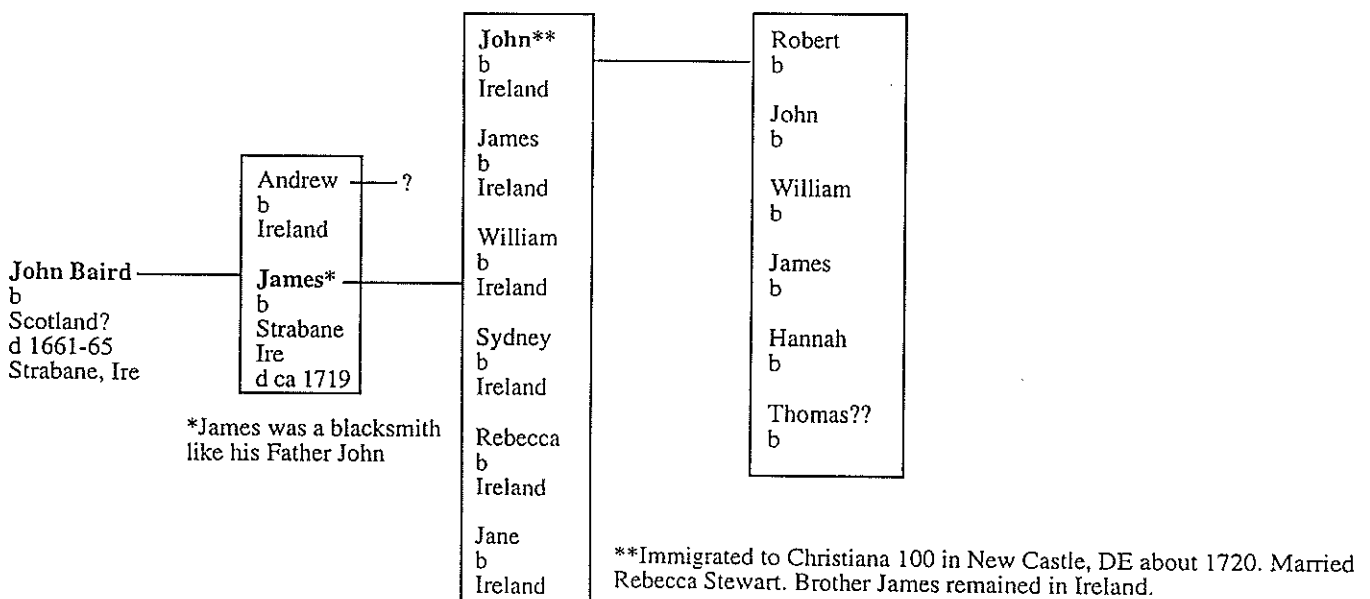 John Baird
b
Scotland?
d 1661-65
Strabane, Ire
Andrew
b
Ireland
?
James*
b
Strabane
Ire
d ca 1719
*James was a blacksmith
like his Father John
John**
b
Ireland
James
b
Ireland
William
b
Ireland
Sydney
b
Ireland
Rebecca
b
Ireland
Jane
b
Ireland
Robert
b
John
b
William
b
James
b
Hannah
b
Thomas??
b
**Immigrated to Christiana 100 in New Castle, DE about 1720. Married
Rebecca Stewart. Brother James remained in Ireland.